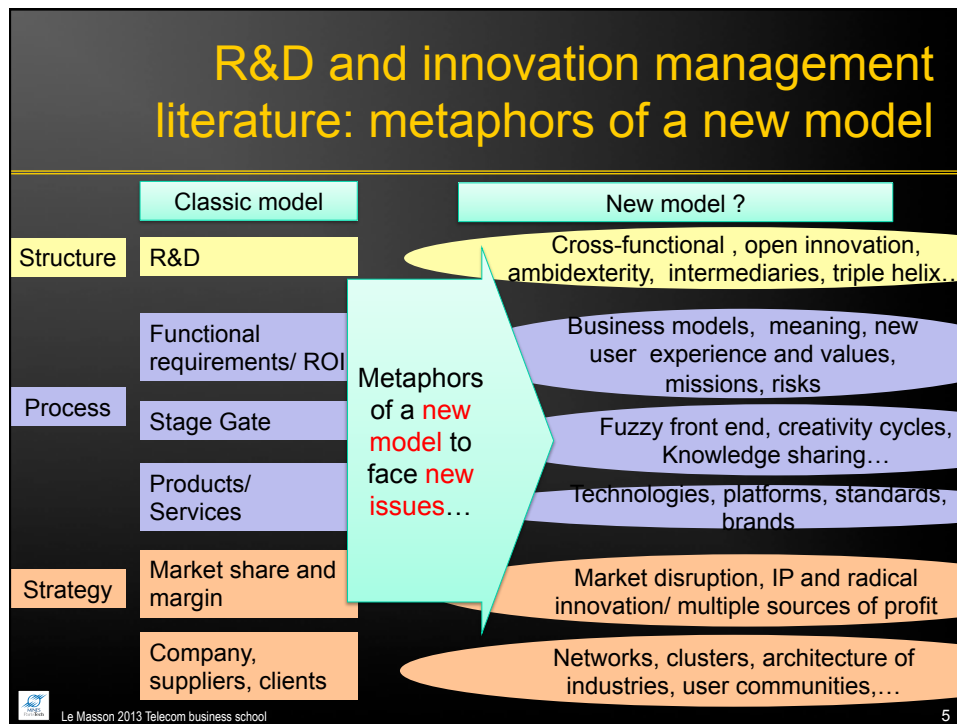 R&D and innovation management
literature: metaphors of a new model
Classic model
New model ?
Structure
R&D
Cross-functional , open innovation,
ambidexterity, intermediaries, triple helix…
Functional
requirements/ ROI
Business models, meaning, new
user experience and values,
missions, risks
Process
Stage Gate
Fuzzy front end, creativity cycles,
Knowledge sharing…
Products/
Services
Technologies, platforms, standards,
brands
Metaphors
of a new
model to
face new
issues…
Strategy
Market share and
margin
Market disruption, IP and radical
innovation/ multiple sources of profit
Company,
suppliers, clients
Networks, clusters, architecture of
industries, user communities,…
MINES
ParisTech
Le Masson 2013 Telecom business school
5